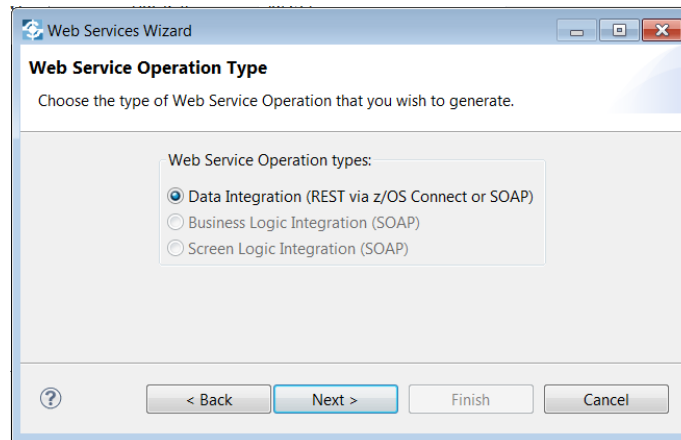 Web Services Wizard
Web Service Operation Type
Choose the type of Web Service Operation that you wish to generate.
Web Service Operation types:
Data Integration (REST via z/OS Connect or SOAP)
Business Logic Integration (SOAP)
Screen Logic Integration (SOAP)
? < Back Next > Finish Cancel